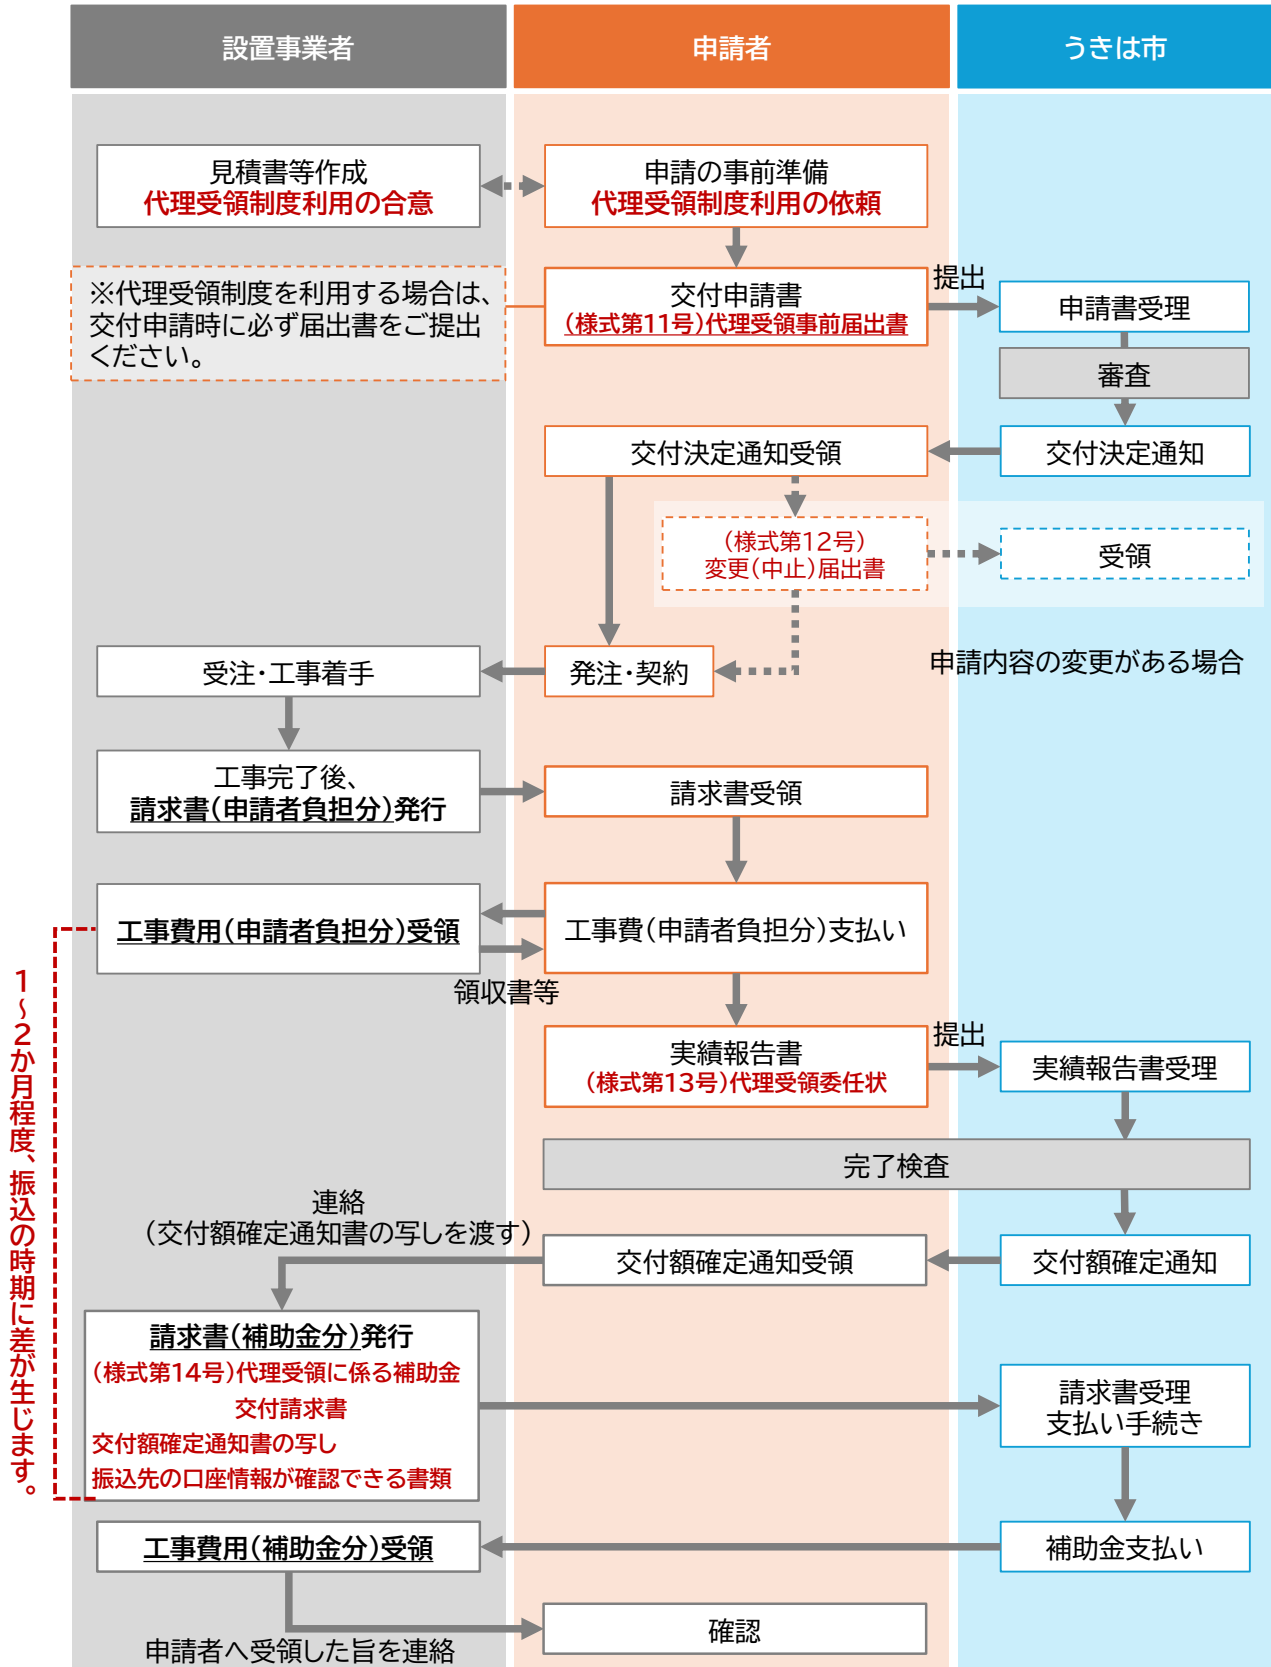 設置事業者
申請者
うきは市
見積書等作成
代理受領制度利用の合意
申請の事前準備
代理受領制度利用の依頼
※代理受領制度を利用する場合は、
交付申請時に必ず届出書をご提出
ください。
交付申請書
(様式第11号)代理受領事前届出書
提出
申請書受理
審査
交付決定通知受領
交付決定通知
(様式第12号)
変更(中止)届出書
受領
申請内容の変更がある場合
受注・工事着手
発注・契約
工事完了後、
請求書(申請者負担分)発行
請求書受領
工事費用(申請者負担分)受領
工事費(申請者負担分)支払い
領収書等
実績報告書
(様式第13号)代理受領委任状
提出
実績報告書受理
完了検査
連絡
(交付額確定通知書の写しを渡す)
交付額確定通知受領
交付額確定通知
1~2か月程度、振込の時期に差が生じます。
請求書(補助金分)発行
(様式第14号)代理受領に係る補助金
交付請求書
交付額確定通知書の写し
振込先の口座情報が確認できる書類
請求書受理
支払い手続き
工事費用(補助金分)受領
補助金支払い
申請者へ受領した旨を連絡
確認